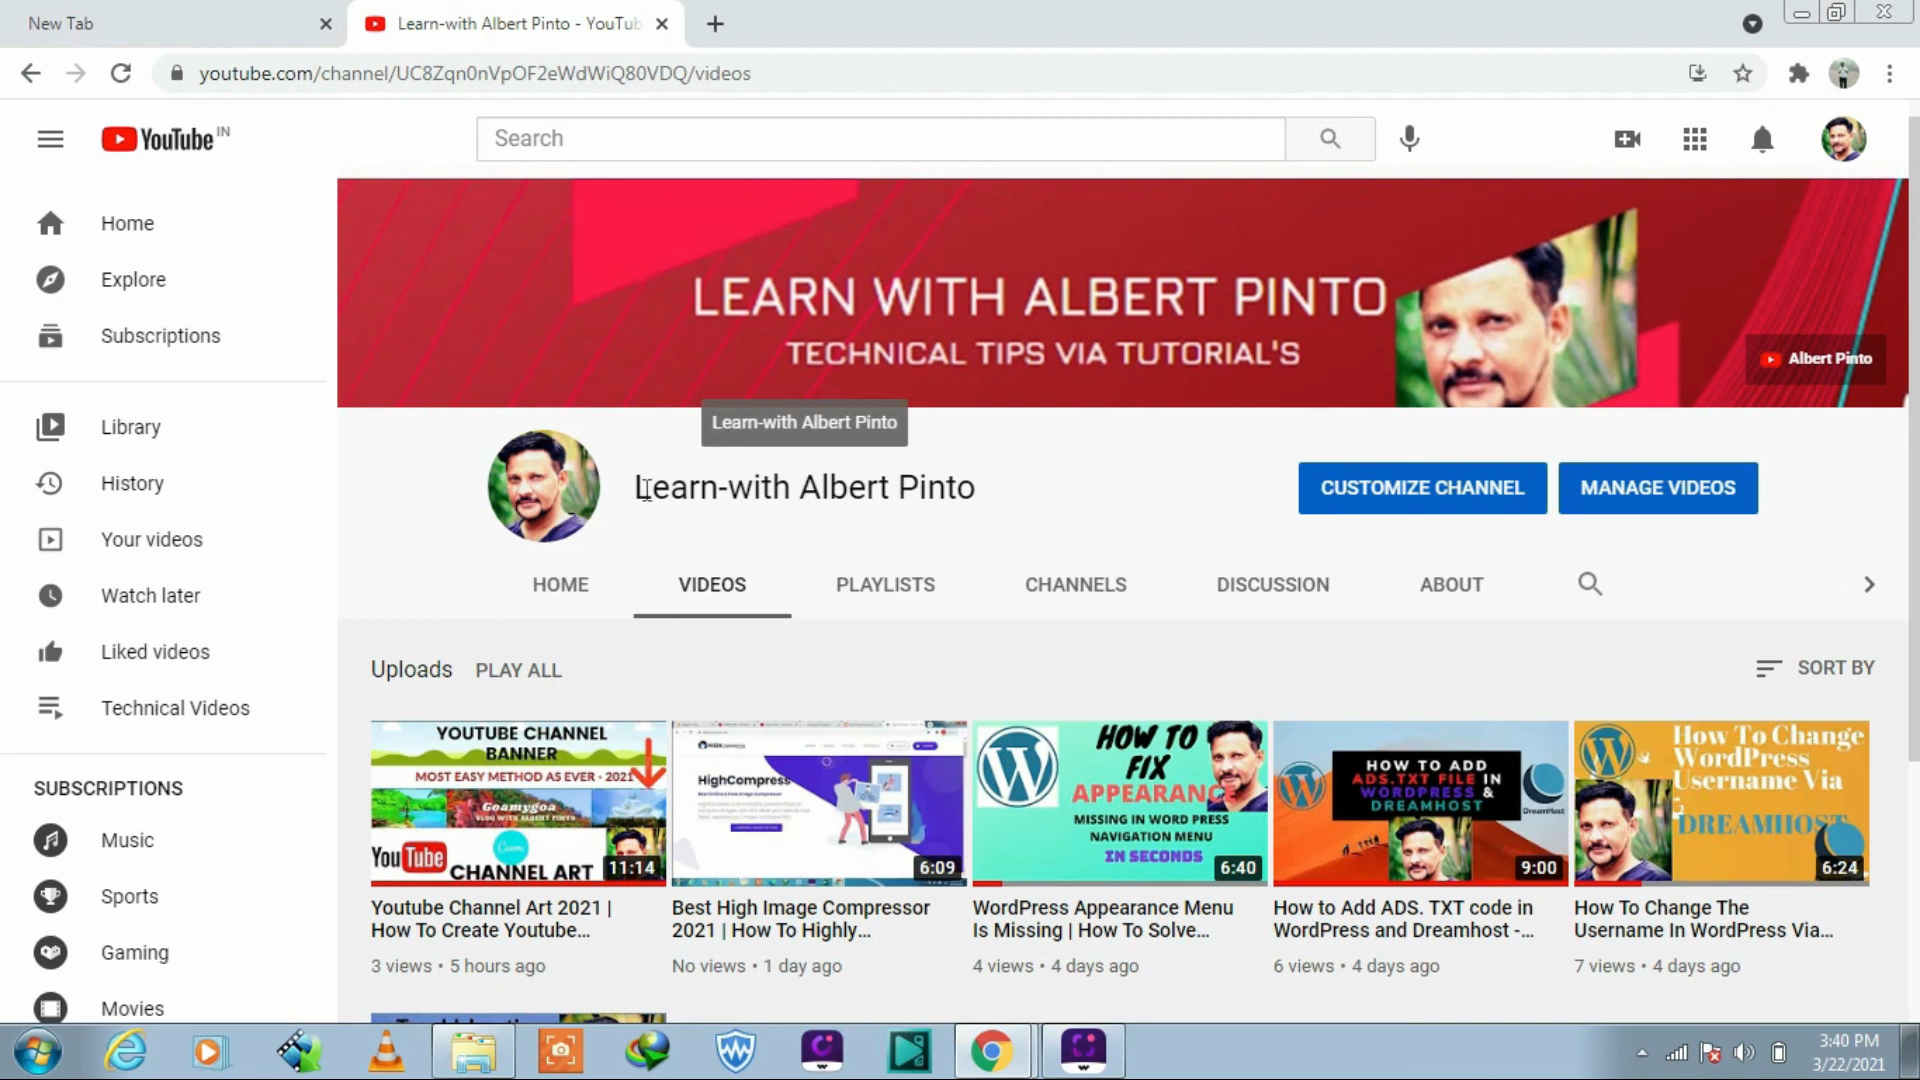 New Tab
Learn-with Albert Pinto - YouTub
youtube.com/channel/UC8Zqn0nVpOF2eWdWiQ80VDQ/videos
YouTube IN
Search
Home
Explore
Subscriptions
Library
History
Your videos
Watch later
Liked videos
Technical Videos
SUBSCRIPTIONS
Music
Sports
Gaming
Movies
LEARN WITH ALBERT PINTO
TECHNICAL TIPS VIA TUTORIAL'S
Albert Pinto
Learn-with Albert Pinto
Learn-with Albert Pinto
CUSTOMIZE CHANNEL
MANAGE VIDEOS
HOME
VIDEOS
PLAYLISTS
CHANNELS
DISCUSSION
ABOUT
Uploads
PLAY ALL
SORT BY
YOUTUBE CHANNEL
BANNER
MOST EASY METHOD AS EVER - 2021
Goamygoa
VLOG WITH ALBERT PINTO
Canva
YouTube
CHANNEL ART
11:14
Youtube Channel Art 2021 |
How To Create Youtube...
3 views • 5 hours ago
HighCompress
6:09
Best High Image Compressor
2021 | How To Highly...
No views • 1 day ago
HOW TO
FIX
APPEARANCE
MISSING IN WORD PRESS
NAVIGATION MENU
IN SECONDS
6:40
WordPress Appearance Menu
Is Missing | How To Solve...
4 views • 4 days ago
HOW TO ADD
ADS.TXT FILE IN
WORDPRESS &
DREAMHOST
DreamHost
9:00
How to Add ADS. TXT code in
WordPress and Dreamhost -...
6 views • 4 days ago
How To Change
WordPress
Username Via
DREAMHOST
6:24
How To Change The
Username In WordPress Via...
7 views • 4 days ago
3:40 PM
3/22/2021